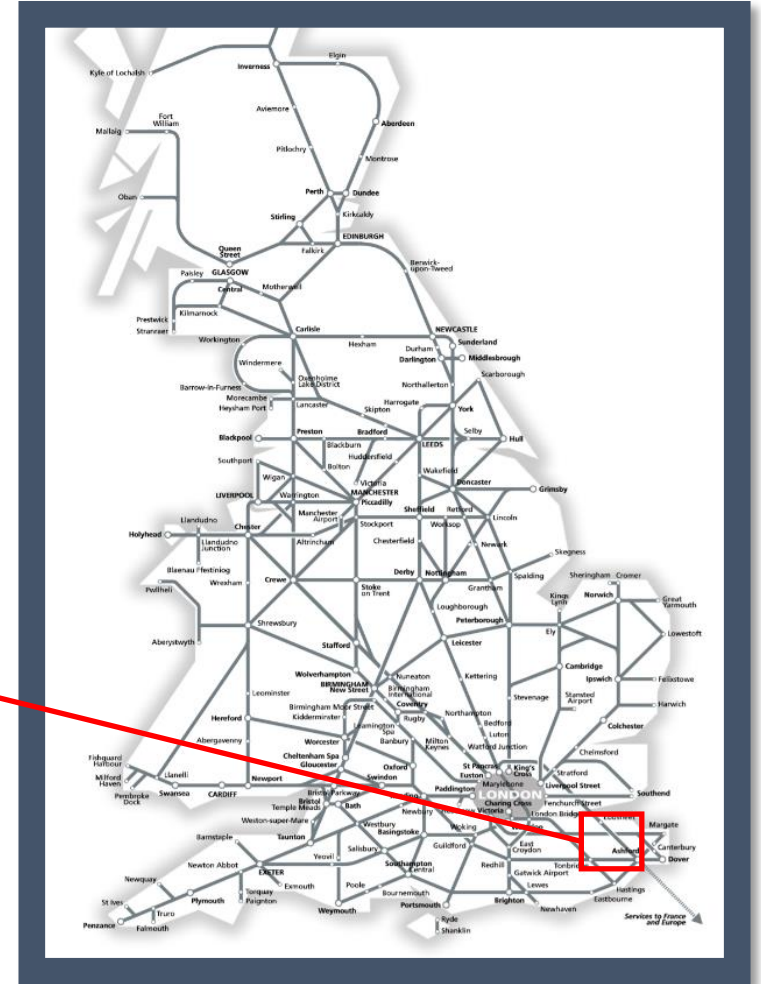 Elgin
Inverness
Kyle of Lochalsh
Aviemore
Fort
William
Aberdeen
Mallaig
Pitlochry
Montrose
Perth
Dundee
Oban
Stirling
Kirkcaldy
EDINBURGH
Queen
Street
Falkirk
Berwick-
upon-Tweed
Paisley
GLASGOW
Central
Motherwell
Prestwick
Kilmarnock
Stranraer
Carlisle
NEWCASTLE
Workington
Hexham
Sunderland
Durham
Darlington
Middlesbrough
Windermere
Scarborough
Oxenholme
Lake District
Northallerton
Barrow-in-Furness
Morecambe
Lancaster
Harrogate
York
Heysham Port
Skipton
Blackpool
Preston
Bradford
Selby
Blackburn
LEEDS
Hull
Huddersfield
Southport
Bolton
Wakefield
Wigan
Victoria
Doncaster
MANCHESTER
LIVERPOOL
Warrington
Piccadilly
Grimsby
Manchester
Airport
Sheffield
Retford
Llandudno
Chester
Stockport
Worksop
Lincoln
Holyhead
Llandudno
Junction
Altrincham
Chesterfield
Newark
Skegness
Blaenau Ffestiniog
Derby
Nottingham
Wrexham
Crewe
Stoke
on Trent
Grantham
Spalding
Sheringham
Cromer
Pwllheli
Kings
Lynn
Norwich
Great
Yarmouth
Loughborough
Shrewsbury
Peterborough
Aberystwyth
Stafford
Leicester
Ely
Lowestoft
Wolverhampton
Cambridge
BIRMINGHAM
New Street
Nuneaton
Kettering
Ipswich
Felixstowe
Birmingham
International
Leominster
Birmingham Moor Street
Coventry
Stevenage
Stansted
Airport
Harwich
Kidderminster
Rugby
Northampton
Hereford
Leamington
Spa
Bedford
Colchester
Abergavenny
Worcester
Banbury
Milton
Keynes
Luton
Watford Junction
Chelmsford
Fishguard
Harbour
Cheltenham Spa
Gloucester
Oxford
St Pancras
King's
Cross
Stratford
Milford
Haven
Llanelli
Newport
Swindon
Euston
Marylebone
Liverpool Street
Pembroke
Dock
Swansea
CARDIFF
Bristol Parkway
Paddington
LONDON
Southend
Bristol
Temple Meads
Bath
Newbury
Charing Cross
Fenchurch Street
Victoria
London Bridge
Weston-super-Mare
Westbury
Basingstoke
Woking
Margate
Barnstaple
Taunton
Salisbury
Guildford
East
Croydon
Ashford
Canterbury
Newton Abbot
Yeovil
Southampton
Central
Redhill
Gatwick Airport
Dover
Newquay
EXETER
Exmouth
Poole
Lewes
Hastings
St Ives
Plymouth
Torquay
Paignton
Bournemouth
Eastbourne
Truro
Weymouth
Portsmouth
Brighton
Newhaven
Penzance
Falmouth
Ryde
Shanklin
Services to France
and Europe